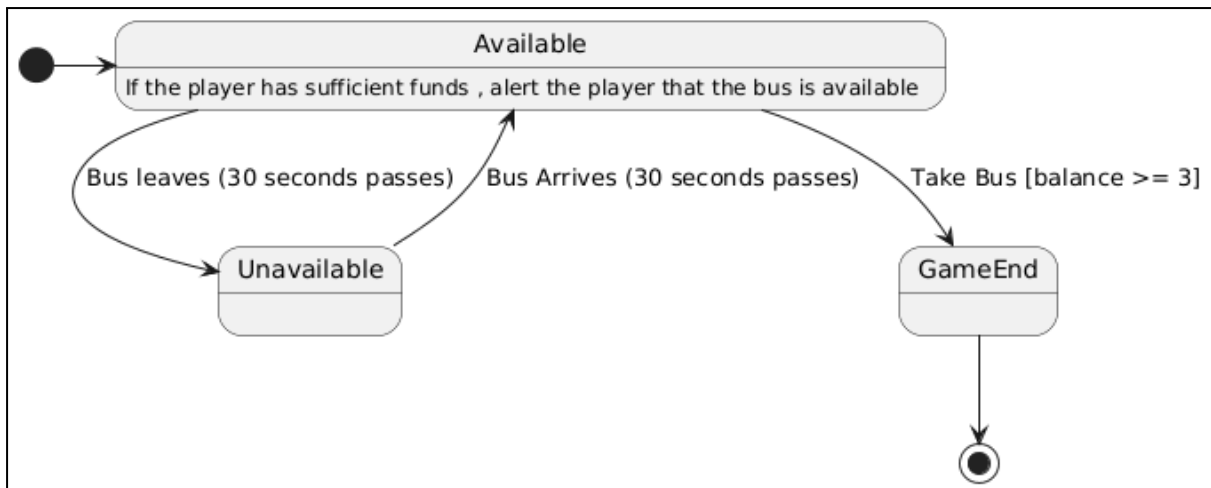 Available
If the player has sufficient funds , alert the player that the bus is available
Bus leaves (30 seconds passes)
Bus Arrives (30 seconds passes)
Take Bus [balance >= 3]
Unavailable
GameEnd